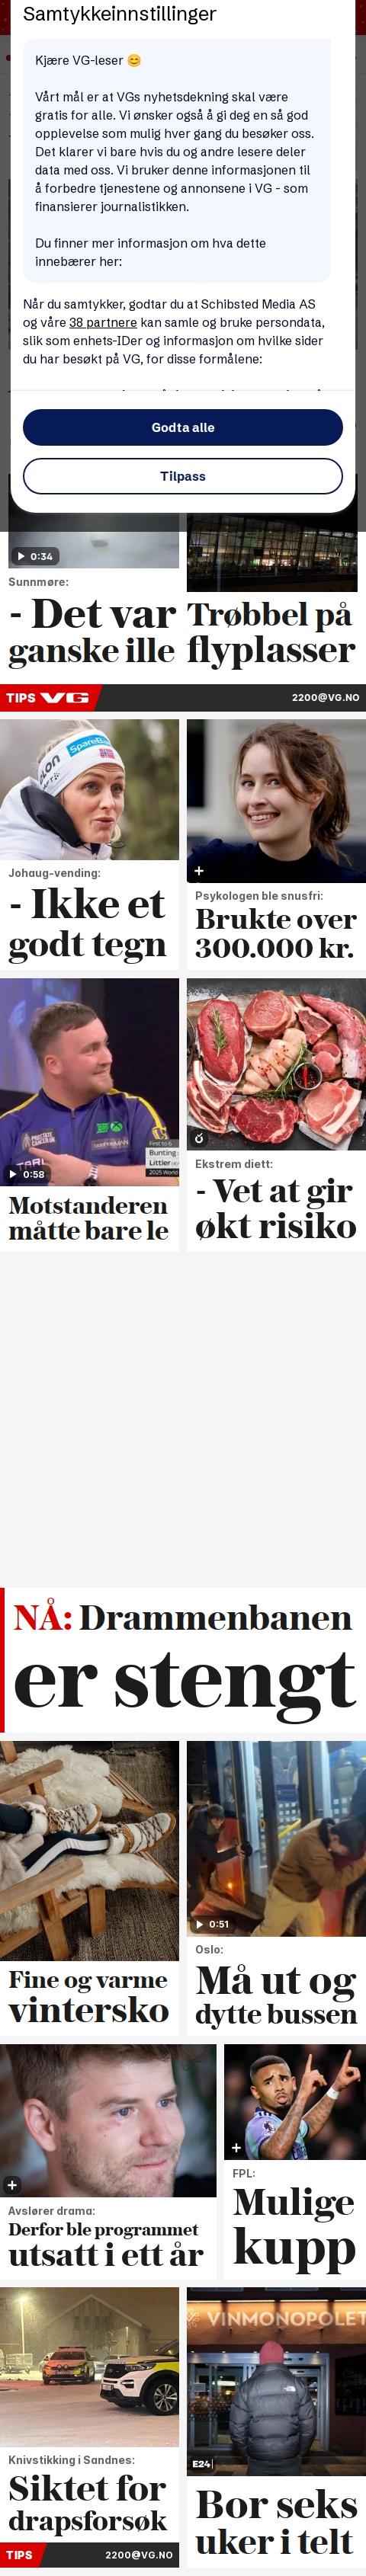 Samtykkeinnstillinger
Kjære VG-leser 😊
Vårt mål er at VGs nyhetsdekning skal være
gratis for alle. Vi ønsker også å gi deg en så god
opplevelse som mulig hver gang du besøker oss.
Det klarer vi bare hvis du og andre lesere deler
data med oss. Vi bruker denne informasjonen til
å forbedre tjenestene og annonsene i VG - som
finansierer journalistikken.
Du finner mer informasjon om hva dette
innebærer her:
Når du samtykker, godtar du at Schibsted Media AS
og våre 38 partnere kan samle og bruke persondata,
slik som enhets-IDer og informasjon om hvilke sider
du har besøkt på VG, for disse formålene:
Godta alle
Tilpass
0:34
Sunnmøre:
- Det var
ganske ille
Trøbbel på
flyplasser
TIPS VG
2200@VG.NO
SpareBa
Johaug-vending:
- Ikke et
godt tegn
Psykologen ble snusfri:
Brukte over
300.000 kr.
First to 6
Bunting
Littler
2025 World
0:58
Motstanderen
måtte bare le
Ekstrem diett:
- Vet at gir
økt risiko
NÅ: Drammenbanen
er stengt
Fine og varme
vintersko
0:51
Oslo:
Må ut og
dytte bussen
Avslører drama:
Derfor ble programmet
utsatt i ett år
FPL:
Mulige
kupp
Knivstikking i Sandnes:
Siktet for
drapsforsøk
TIPS
2200@VG.NO
VINMONOPOLET
E24
Bor seks
uker i telt